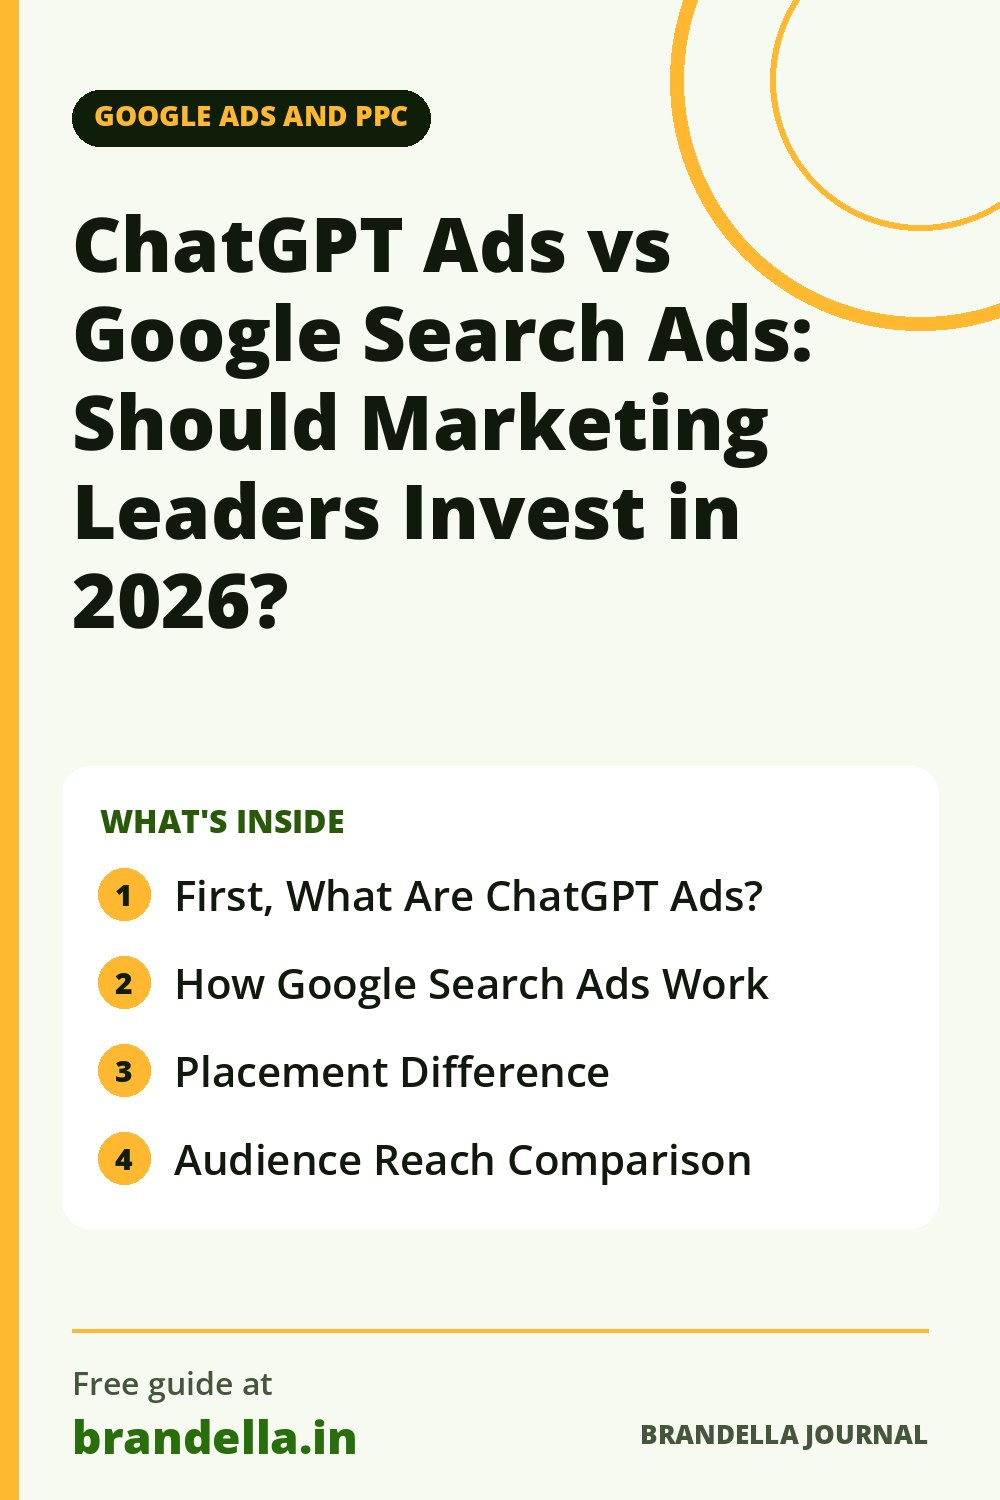 GOOGLE ADS AND PPC
ChatGPT Ads vs
Google Search Ads:
Should Marketing
Leaders Invest in
2026?
WHAT'S INSIDE
1 First, What Are ChatGPT Ads?
2 How Google Search Ads Work
3 Placement Difference
4 Audience Reach Comparison
Free guide at
brandella.in
BRANDELLA JOURNAL